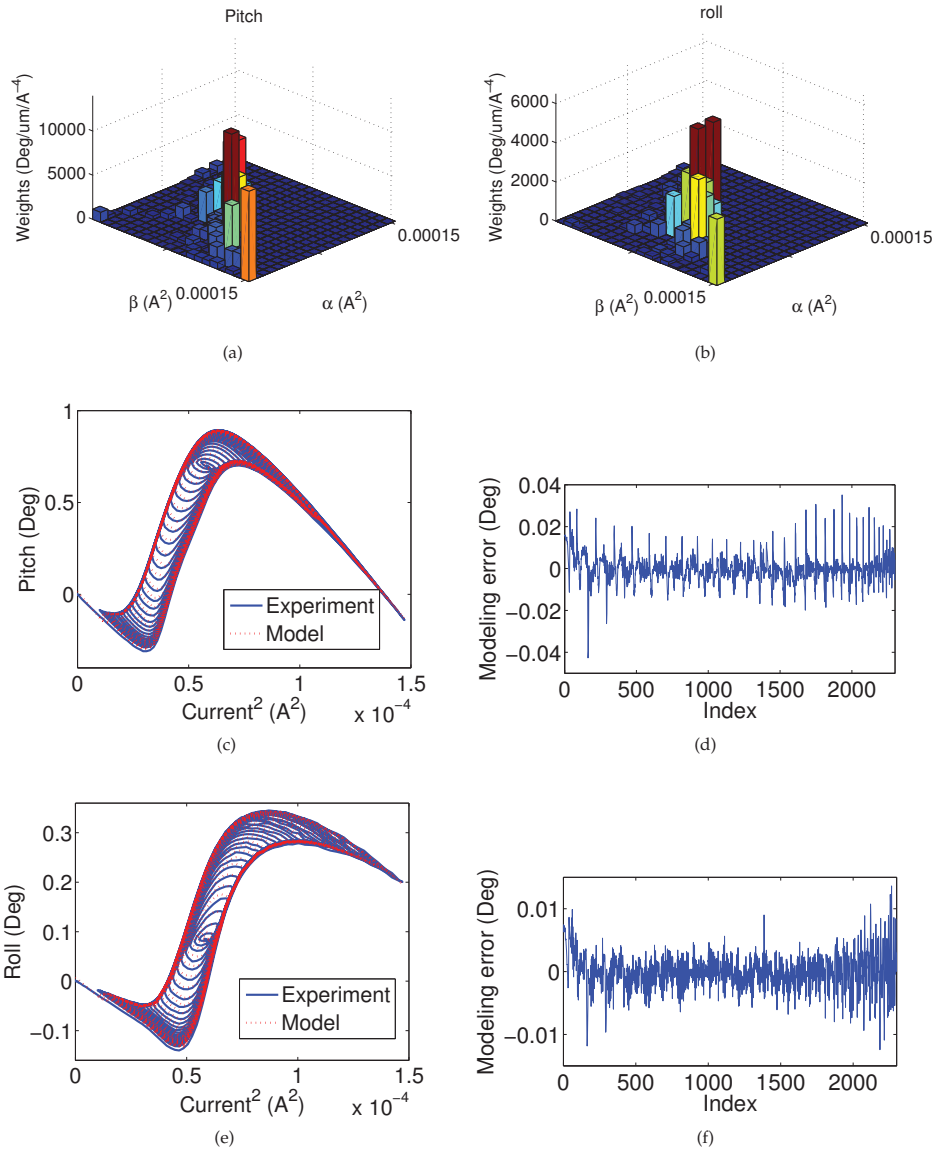 Pitch
Weights (Deg/um/A⁻⁴)
10000
5000
0
β (A²)
0.00015
α (A²)
0.00015
(a)
roll
Weights (Deg/um/A⁻⁴)
6000
4000
2000
0
β (A²)
0.00015
α (A²)
0.00015
(b)
Pitch (Deg)
1
0.5
0
Experiment
Model
0
0.5
1
1.5
Current² (A²)
x 10⁻⁴
(c)
Modeling error (Deg)
0.04
0.02
0
−0.02
−0.04
0
500
1000
1500
2000
Index
(d)
Roll (Deg)
0.3
0.2
0.1
0
−0.1
Experiment
Model
0
0.5
1
1.5
Current² (A²)
x 10⁻⁴
(e)
Modeling error (Deg)
0.01
0
−0.01
0
500
1000
1500
2000
Index
(f)